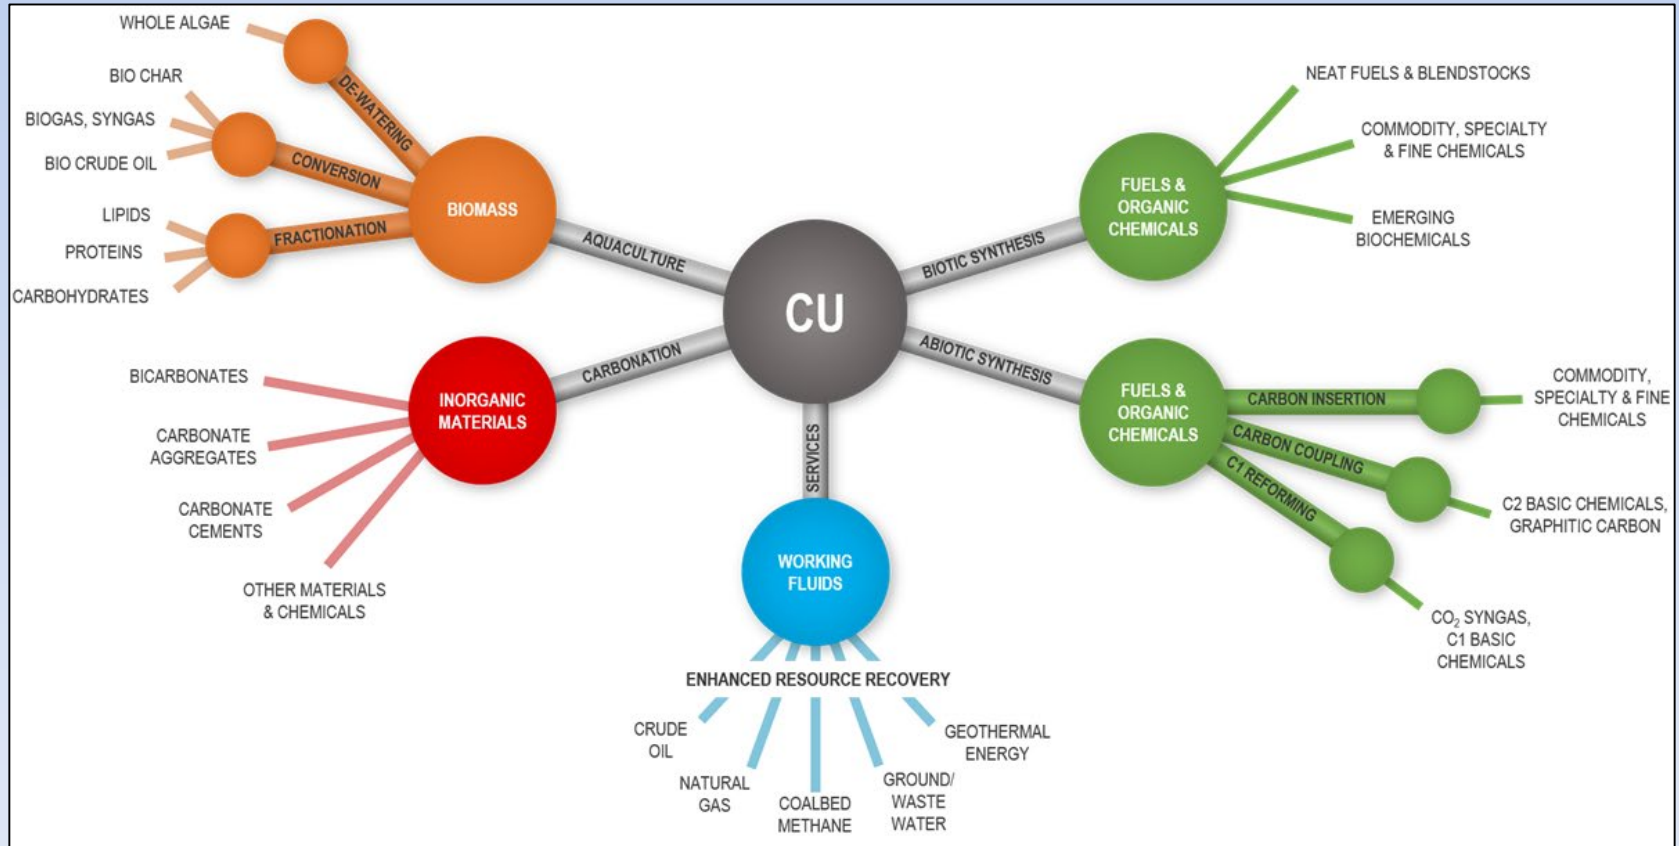 WHOLE ALGAE
BIO CHAR
BIOGAS, SYNGAS
BIO CRUDE OIL
LIPIDS
PROTEINS
CARBOHYDRATES
DE-WATERING
CONVERSION
FRACTIONATION
BIOMASS
AQUACULTURE
BICARBONATES
CARBONATE
AGGREGATES
CARBONATE
CEMENTS
OTHER MATERIALS
& CHEMICALS
INORGANIC
MATERIALS
CARBONATION
CU
SERVICES
WORKING
FLUIDS
ENHANCED RESOURCE RECOVERY
CRUDE
OIL
NATURAL
GAS
COALBED
METHANE
GROUND/
WASTE
WATER
GEOTHERMAL
ENERGY
BIOTIC SYNTHESIS
FUELS &
ORGANIC
CHEMICALS
NEAT FUELS & BLENDSTOCKS
COMMODITY, SPECIALTY
& FINE CHEMICALS
EMERGING
BIOCHEMICALS
ABIOTIC SYNTHESIS
FUELS &
ORGANIC
CHEMICALS
CARBON INSERTION
COMMODITY,
SPECIALTY & FINE
CHEMICALS
CARBON COUPLING
C2 BASIC CHEMICALS,
GRAPHITIC CARBON
C1 REFORMING
CO₂ SYNGAS,
C1 BASIC
CHEMICALS